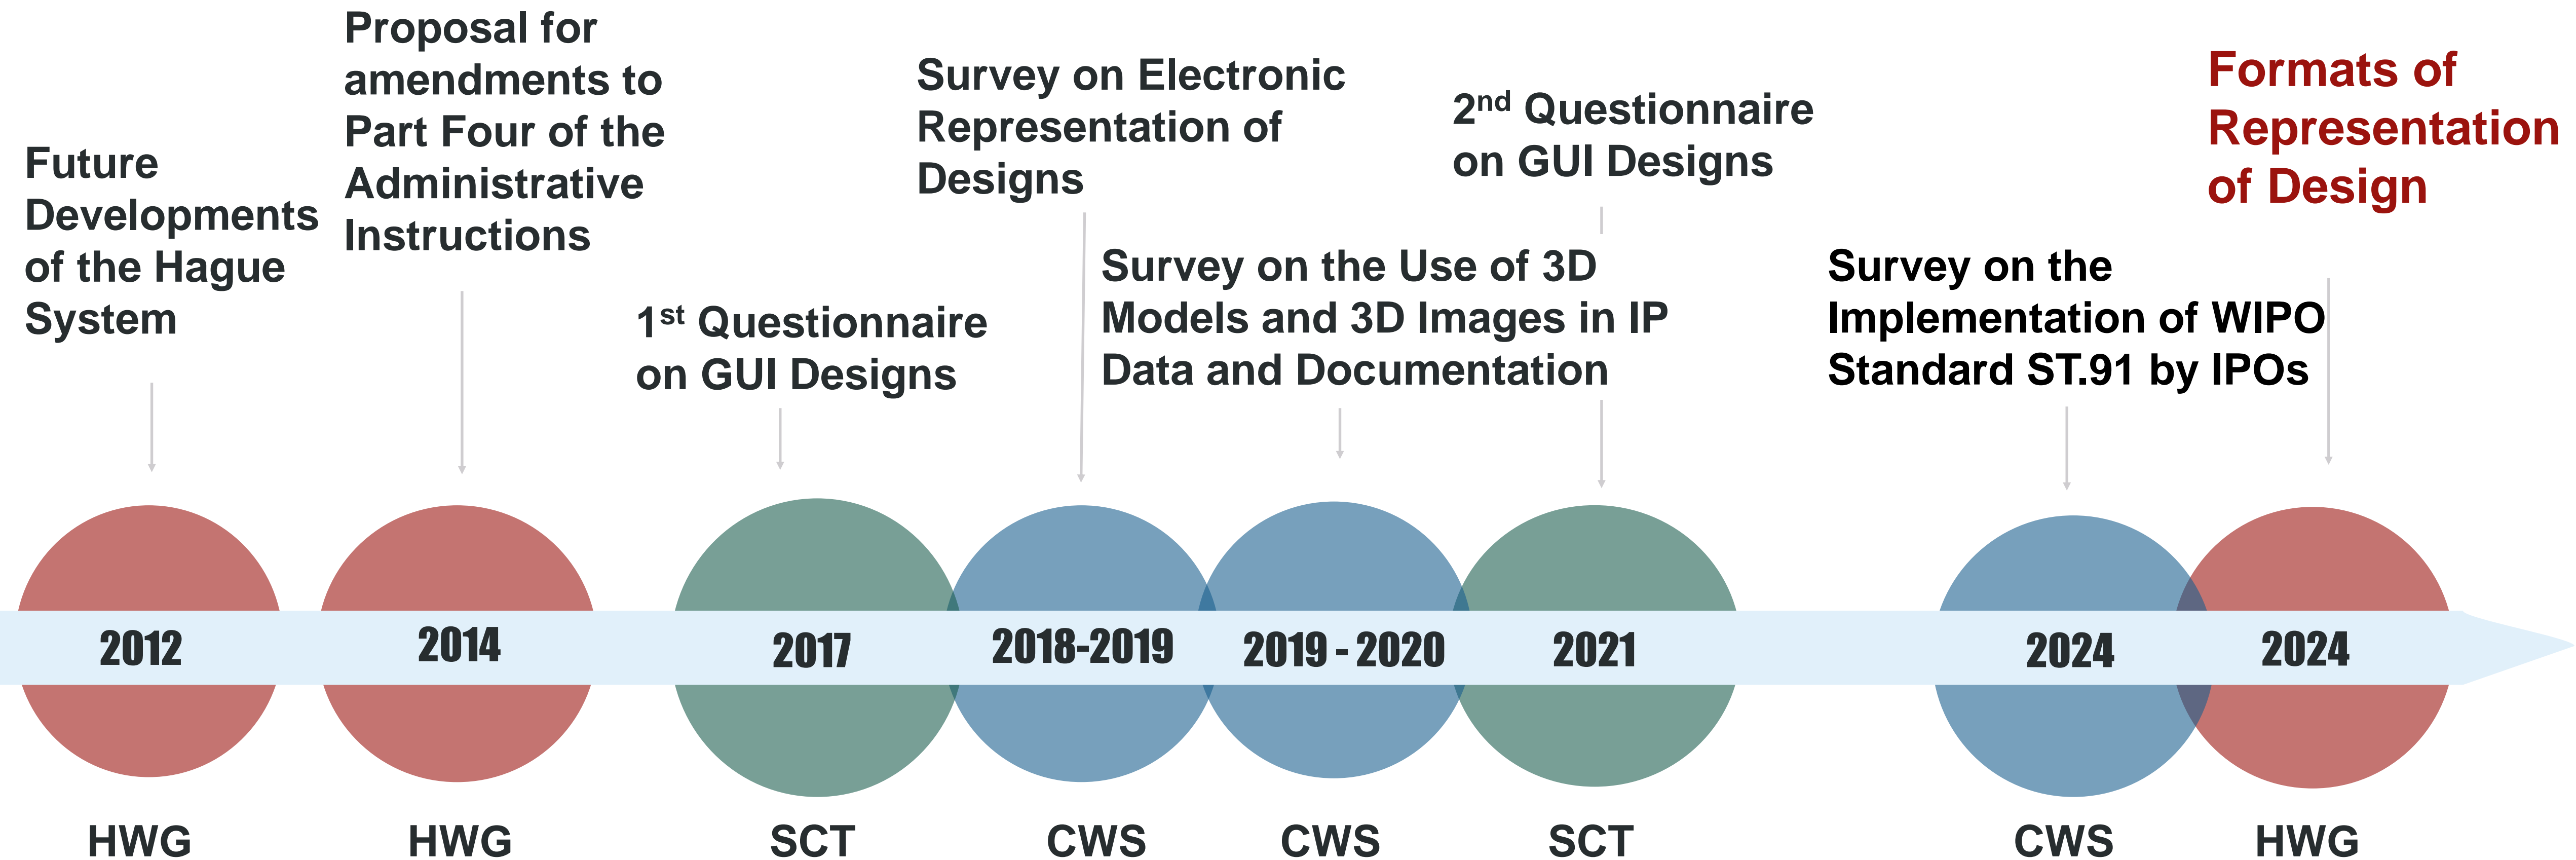 Future
Developments
of the Hague
System
Proposal for
amendments to
Part Four of the
Administrative
Instructions
1st Questionnaire
on GUI Designs
Survey on Electronic
Representation of
Designs
Survey on the Use of 3D
Models and 3D Images in IP
Data and Documentation
2nd Questionnaire
on GUI Designs
Survey on the
Implementation of WIPO
Standard ST.91 by IPOs
Formats of
Representation
of Design
2012
2014
2017
2018-2019
2019 - 2020
2021
2024
2024
HWG
HWG
SCT
CWS
CWS
SCT
CWS
HWG